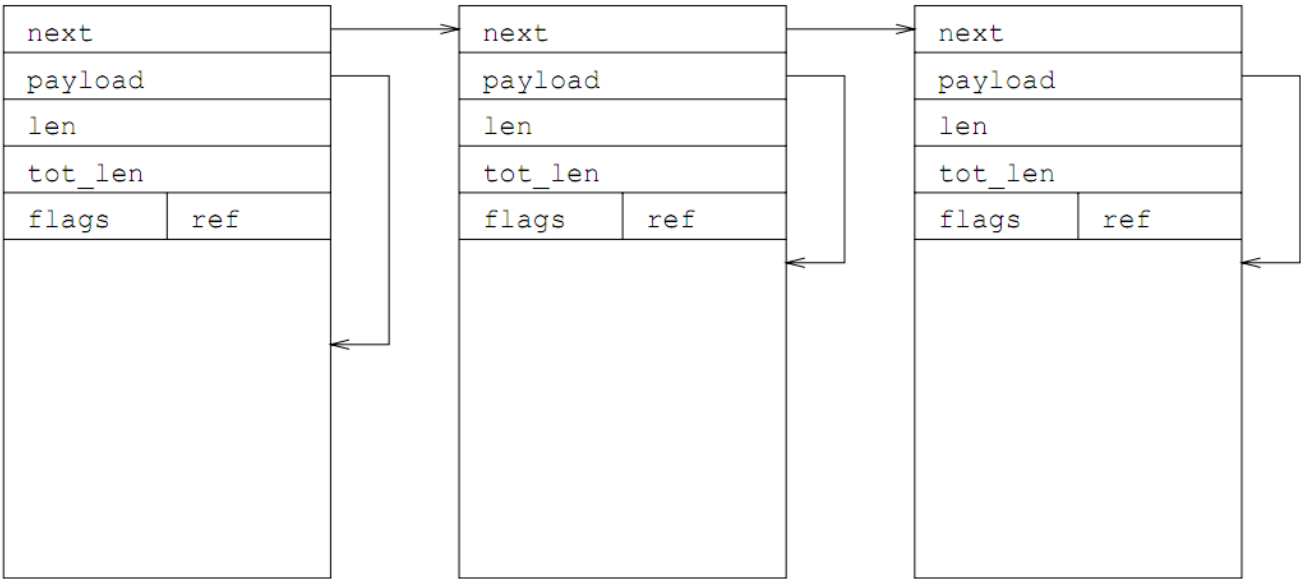 next
payload
len
tot_len
flags ref
next
payload
len
tot_len
flags ref
next
payload
len
tot_len
flags ref